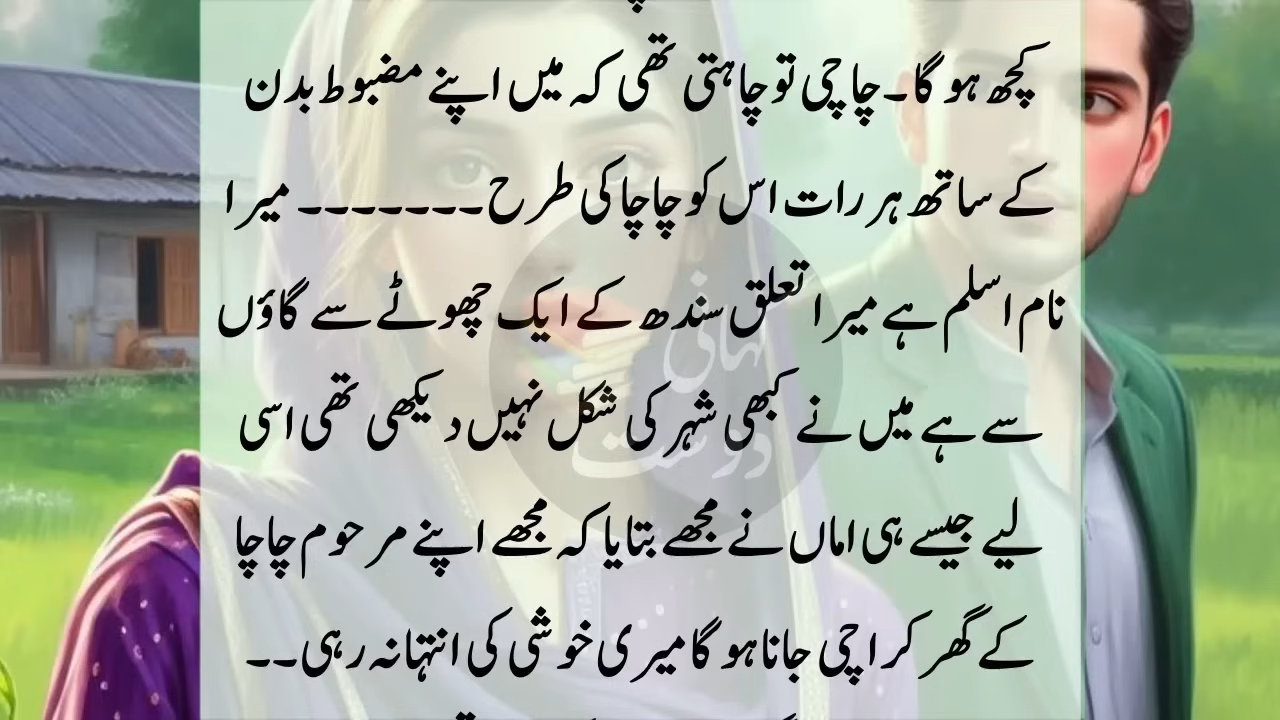 کچھ ہو گا۔ چاچی تو چاہتی تھی کہ میں اپنے مضبوط بدن
کے ساتھ ہر رات اس کو چاچا کی طرح۔۔۔۔۔۔۔ میرا
نام اسلم ہے میرا تعلق سندھ کے ایک چھوٹے سے گاؤں
سے ہے میں نے کبھی شہر کی شکل نہیں دیکھی تھی اسی
لیے جیسے ہی اماں نے مجھے بتایا کہ مجھے اپنے مرحوم چاچا
کے گھر کراچی جانا ہو گا میری خوشی کی انتہا نہ رہی۔۔
کہانی
دوست